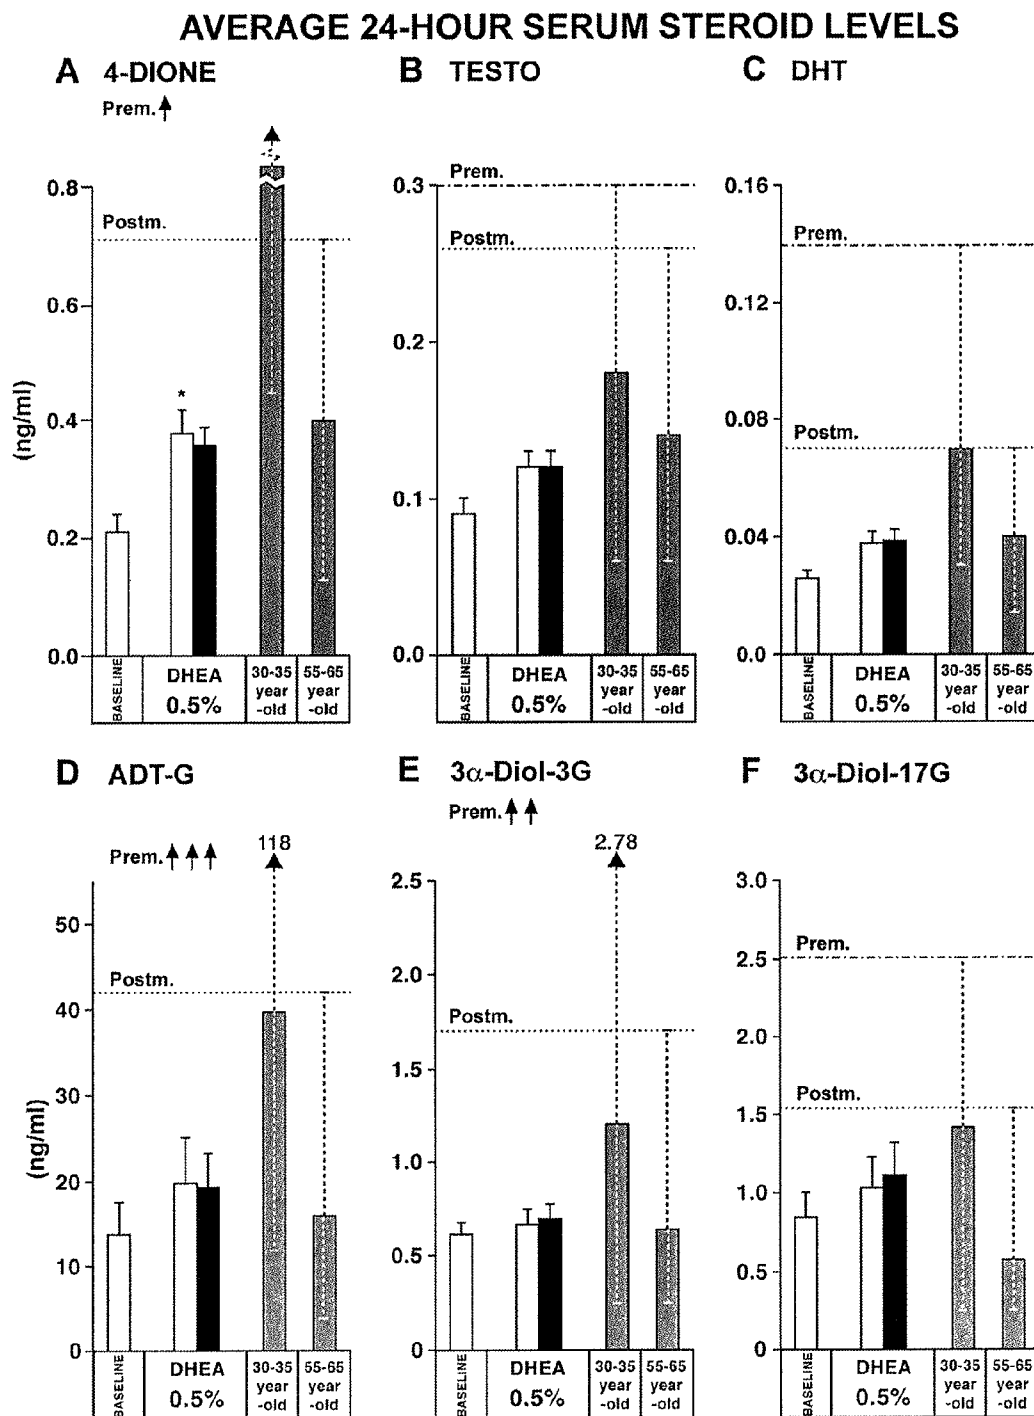 AVERAGE 24-HOUR SERUM STEROID LEVELS
A 4-DIONE
Prem.
0.8
Postm.
0.6
0.4
*
0.2
0.0
(ng/ml)
BASELINE
DHEA
0.5%
30-35
year
-old
55-65
year
-old
B TESTO
0.3
Prem.
Postm.
0.2
0.1
0.0
BASELINE
DHEA
0.5%
30-35
year
-old
55-65
year
-old
C DHT
0.16
Prem.
0.12
0.08
Postm.
0.04
0.0
BASELINE
DHEA
0.5%
30-35
year
-old
55-65
year
-old
D ADT-G
Prem.
118
50
Postm.
40
30
20
10
0
(ng/ml)
BASELINE
DHEA
0.5%
30-35
year
-old
55-65
year
-old
E 3α-Diol-3G
Prem.
2.78
2.5
2.0
Postm.
1.5
1.0
0.5
0
BASELINE
DHEA
0.5%
30-35
year
-old
55-65
year
-old
F 3α-Diol-17G
3.0
Prem.
2.5
2.0
Postm.
1.5
1.0
0.5
0
BASELINE
DHEA
0.5%
30-35
year
-old
55-65
year
-old